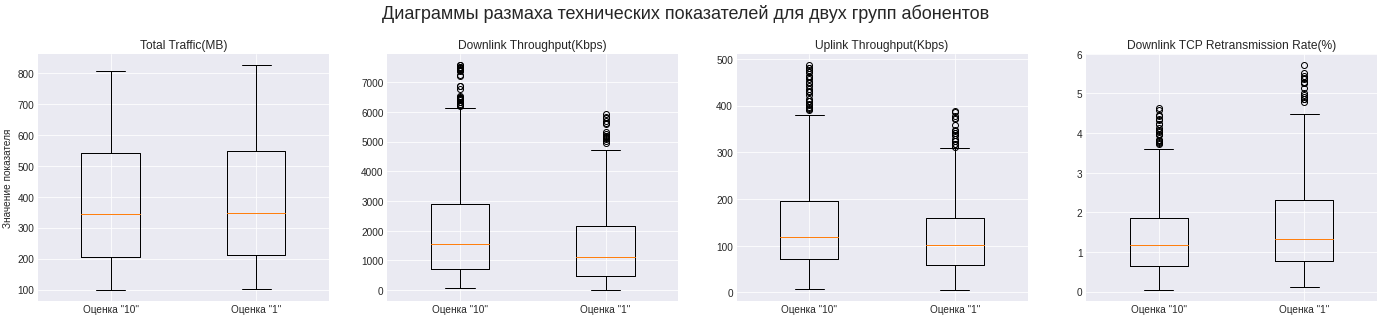 Диаграммы размаха технических показателей для двух групп абонентов
Total Traffic(MB)
Значение показателя
800
700
600
500
400
300
200
100
Оценка "10"
Оценка "1"
Downlink Throughput(Kbps)
7000
6000
5000
4000
3000
2000
1000
0
Оценка "10"
Оценка "1"
Uplink Throughput(Kbps)
500
400
300
200
100
0
Оценка "10"
Оценка "1"
Downlink TCP Retransmission Rate(%)
6
5
4
3
2
1
0
Оценка "10"
Оценка "1"